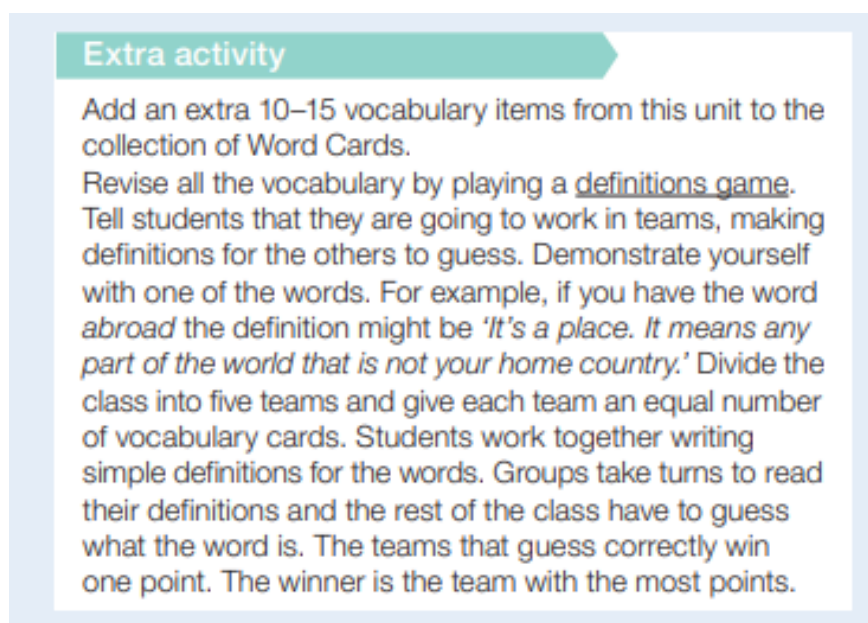 Extra activity
Add an extra 10–15 vocabulary items from this unit to the
collection of Word Cards.
Revise all the vocabulary by playing a definitions game.
Tell students that they are going to work in teams, making
definitions for the others to guess. Demonstrate yourself
with one of the words. For example, if you have the word
abroad the definition might be ‘It’s a place. It means any
part of the world that is not your home country.’ Divide the
class into five teams and give each team an equal number
of vocabulary cards. Students work together writing
simple definitions for the words. Groups take turns to read
their definitions and the rest of the class have to guess
what the word is. The teams that guess correctly win
one point. The winner is the team with the most points.